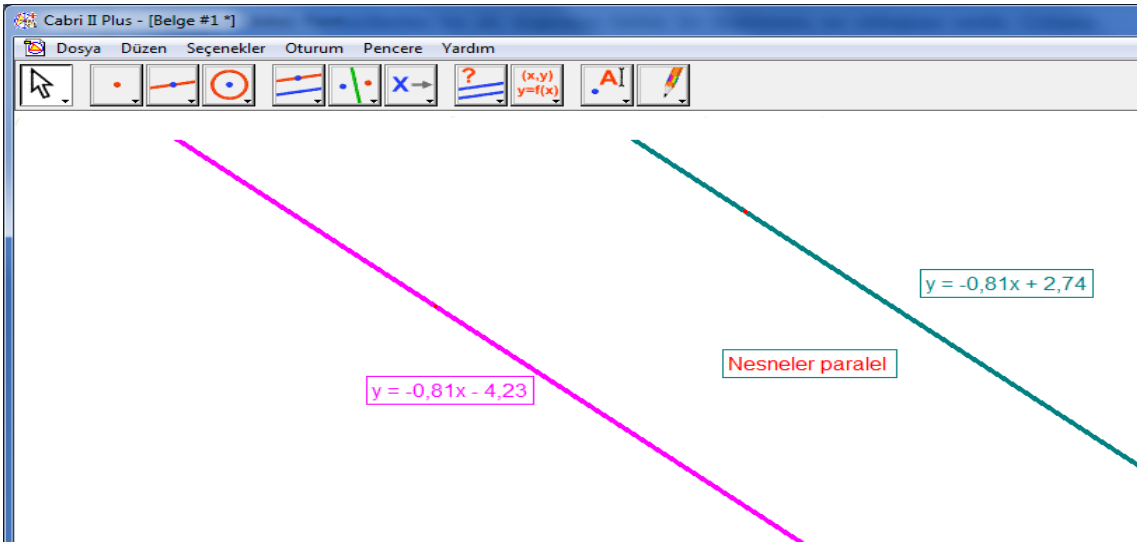 Cabri II Plus - [Belge #1 *]
Dosya Düzen Seçenekler Oturum Pencere Yardım
? (x,y) y=f(x) X A
y = -0,81x + 2,74
Nesneler paralel
y = -0,81x - 4,23